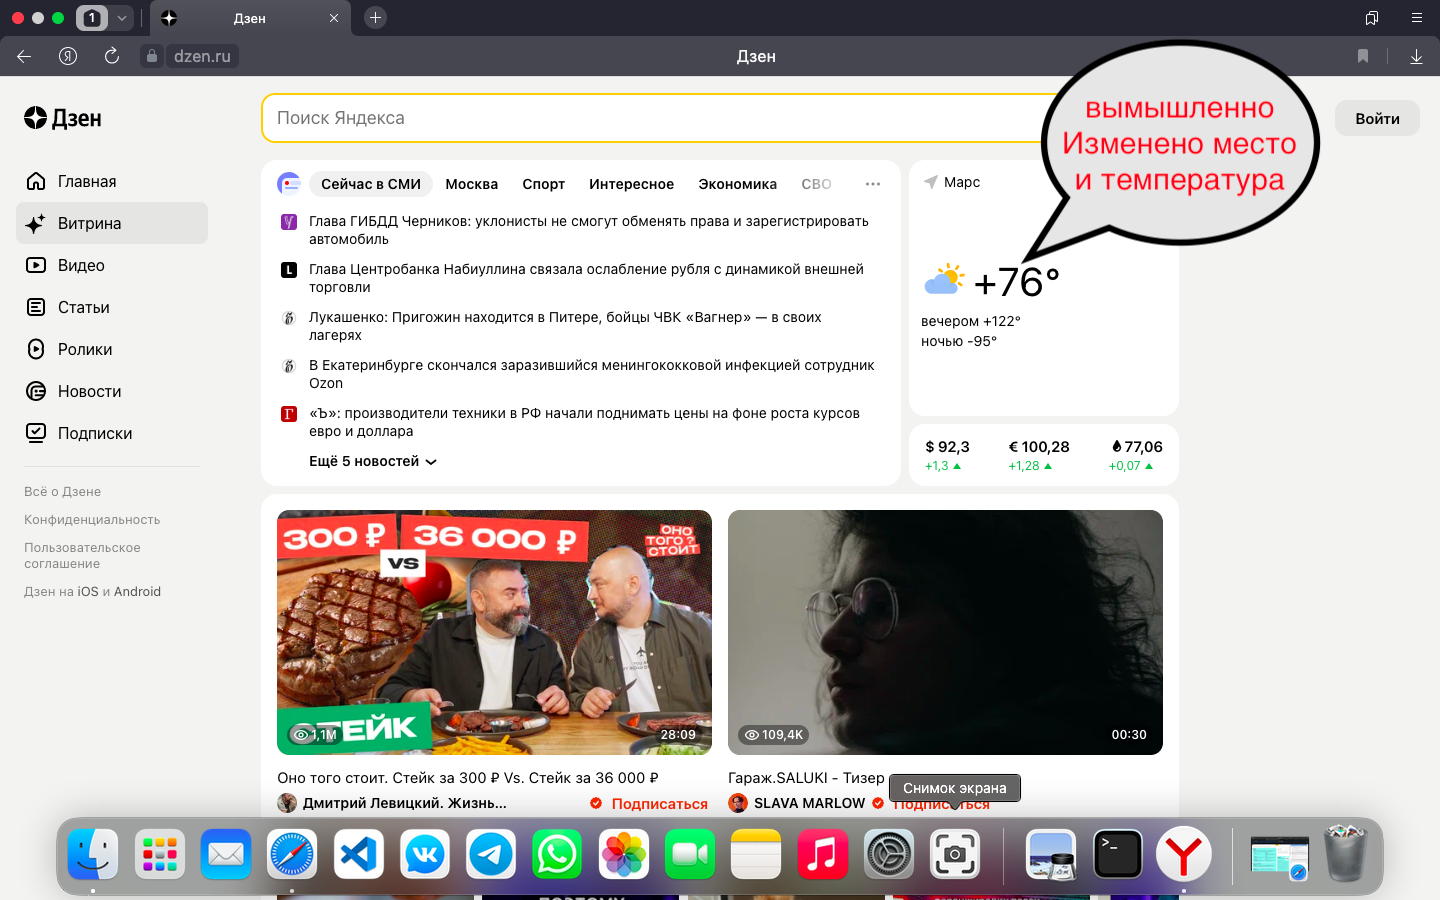 1
Дзен
dzen.ru
Дзен
Дзен
Поиск Яндекса
вымышленно
Изменено место
и температура
Войти
Главная
Витрина
Видео
Статьи
Ролики
Новости
Подписки
Всё о Дзене
Конфиденциальность
Пользовательское
соглашение
Дзен на iOS и Android
Сейчас в СМИ Москва Спорт Интересное Экономика СВО
Глава ГИБДД Черников: уклонисты не смогут обменять права и зарегистрировать
автомобиль
Глава Центробанка Набиуллина связала ослабление рубля с динамикой внешней
торговли
Лукашенко: Пригожин находится в Питере, бойцы ЧВК «Вагнер» — в своих
лагерях
В Екатеринбурге скончался заразившийся менингококковой инфекцией сотрудник
Ozon
«Ъ»: производители техники в РФ начали поднимать цены на фоне роста курсов
евро и доллара
Ещё 5 новостей
Марс
+76°
вечером +122°
ночью -95°
$ 92,3 € 100,28 77,06
+1,3 +1,28 +0,07
300 ₽ 36 000 ₽
VS
ОНО
ТОГО?
СТОИТ
СТЕЙК
1,1M
28:09
109,4K
00:30
Оно того стоит. Стейк за 300 ₽ Vs. Стейк за 36 000 ₽
Дмитрий Левицкий. Жизнь... Подписаться
Гараж.SALUKI - Тизер
SLAVA MARLOW Подписаться
Снимок экрана